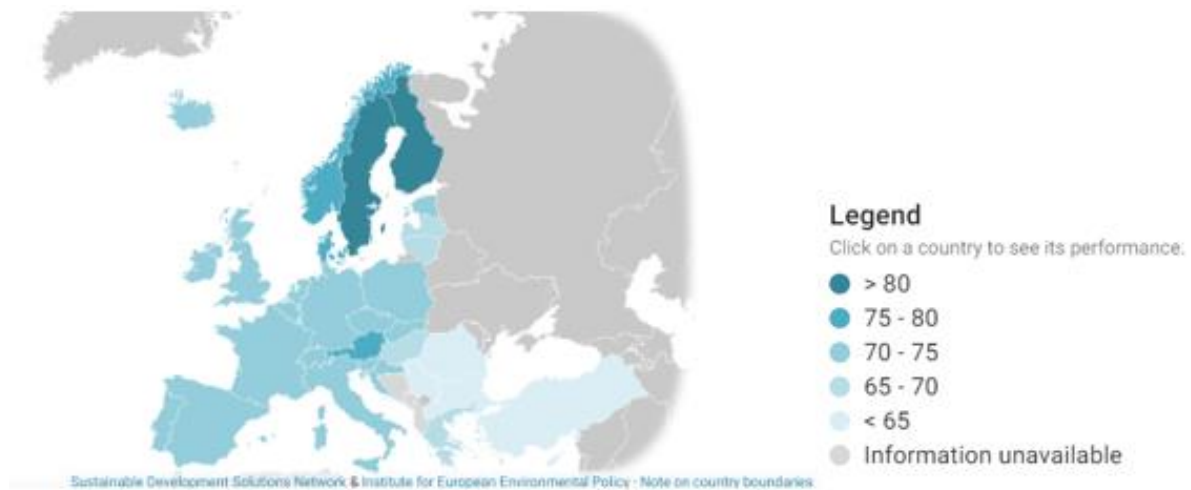 Legend
Click on a country to see its performance.
> 80
75 - 80
70 - 75
65 - 70
< 65
Information unavailable
Sustainable Development Solutions Network & Institute for European Environmental Policy · Note on country boundaries